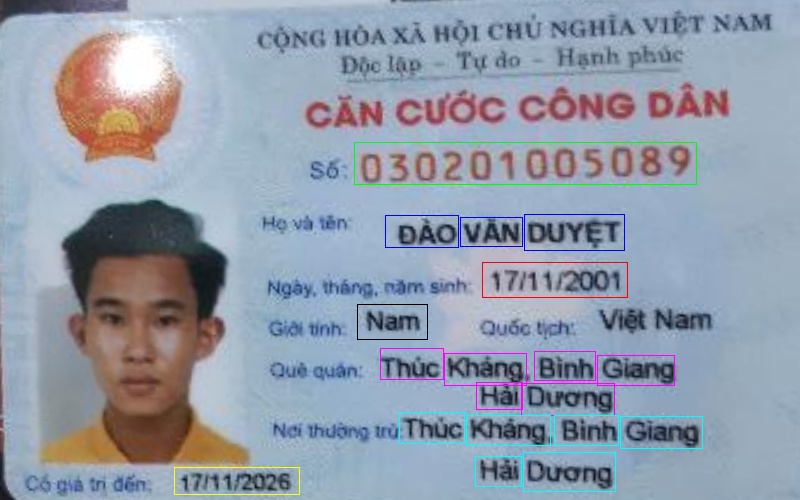 CỘNG HÒA XÃ HỘI CHỦ NGHĨA VIỆT NAM
Độc lập - Tự do - Hạnh phúc
CĂN CƯỚC CÔNG DÂN
Số: 030201005089
Họ và tên: ĐÀO VĂN DUYỆT
Ngày, tháng, năm sinh: 17/11/2001
Giới tính: Nam Quốc tịch: Việt Nam
Quê quán: Thúc Kháng, Bình Giang
Hải Dương
Nơi thường trú: Thúc Kháng, Bình Giang
Hải Dương
Có giá trị đến: 17/11/2026